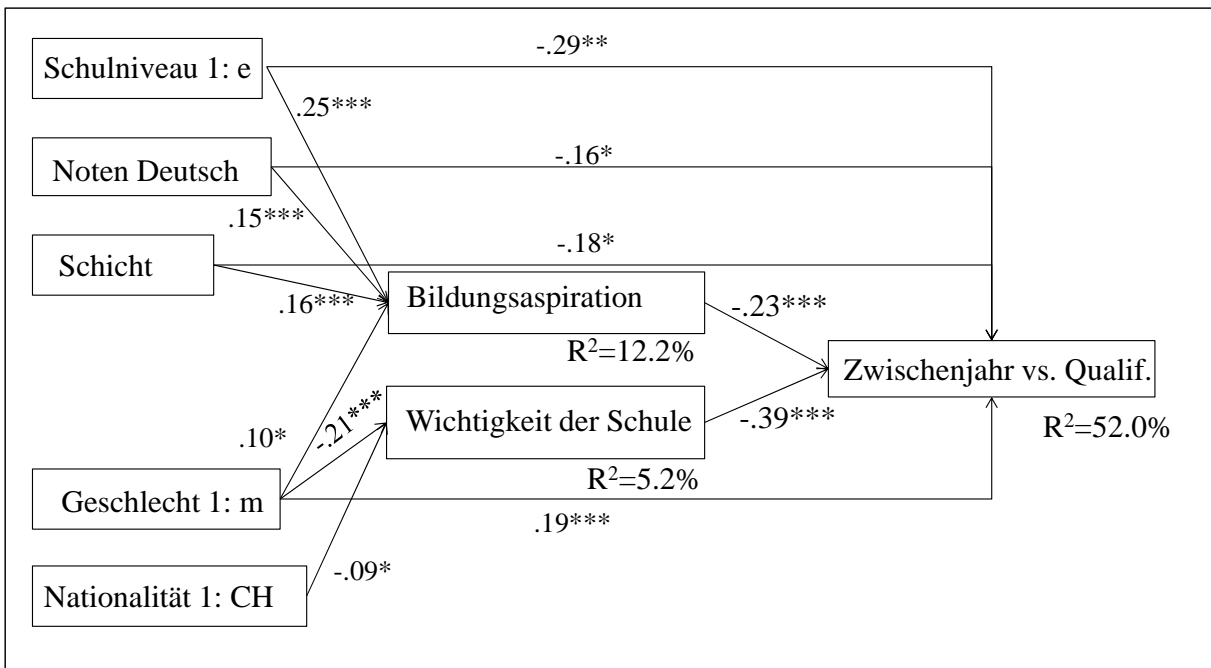 -.29**
Schulniveau 1: e
.25***
Noten Deutsch
-.16*
.15***
Schicht
-.18*
.16***
Bildungsaspiration
-.23***
R²=12.2%
Zwischenjahr vs. Qualif.
R²=52.0%
Wichtigkeit der Schule
-.39***
R²=5.2%
.10*
-.21***
Geschlecht 1: m
.19***
-.09*
Nationalität 1: CH